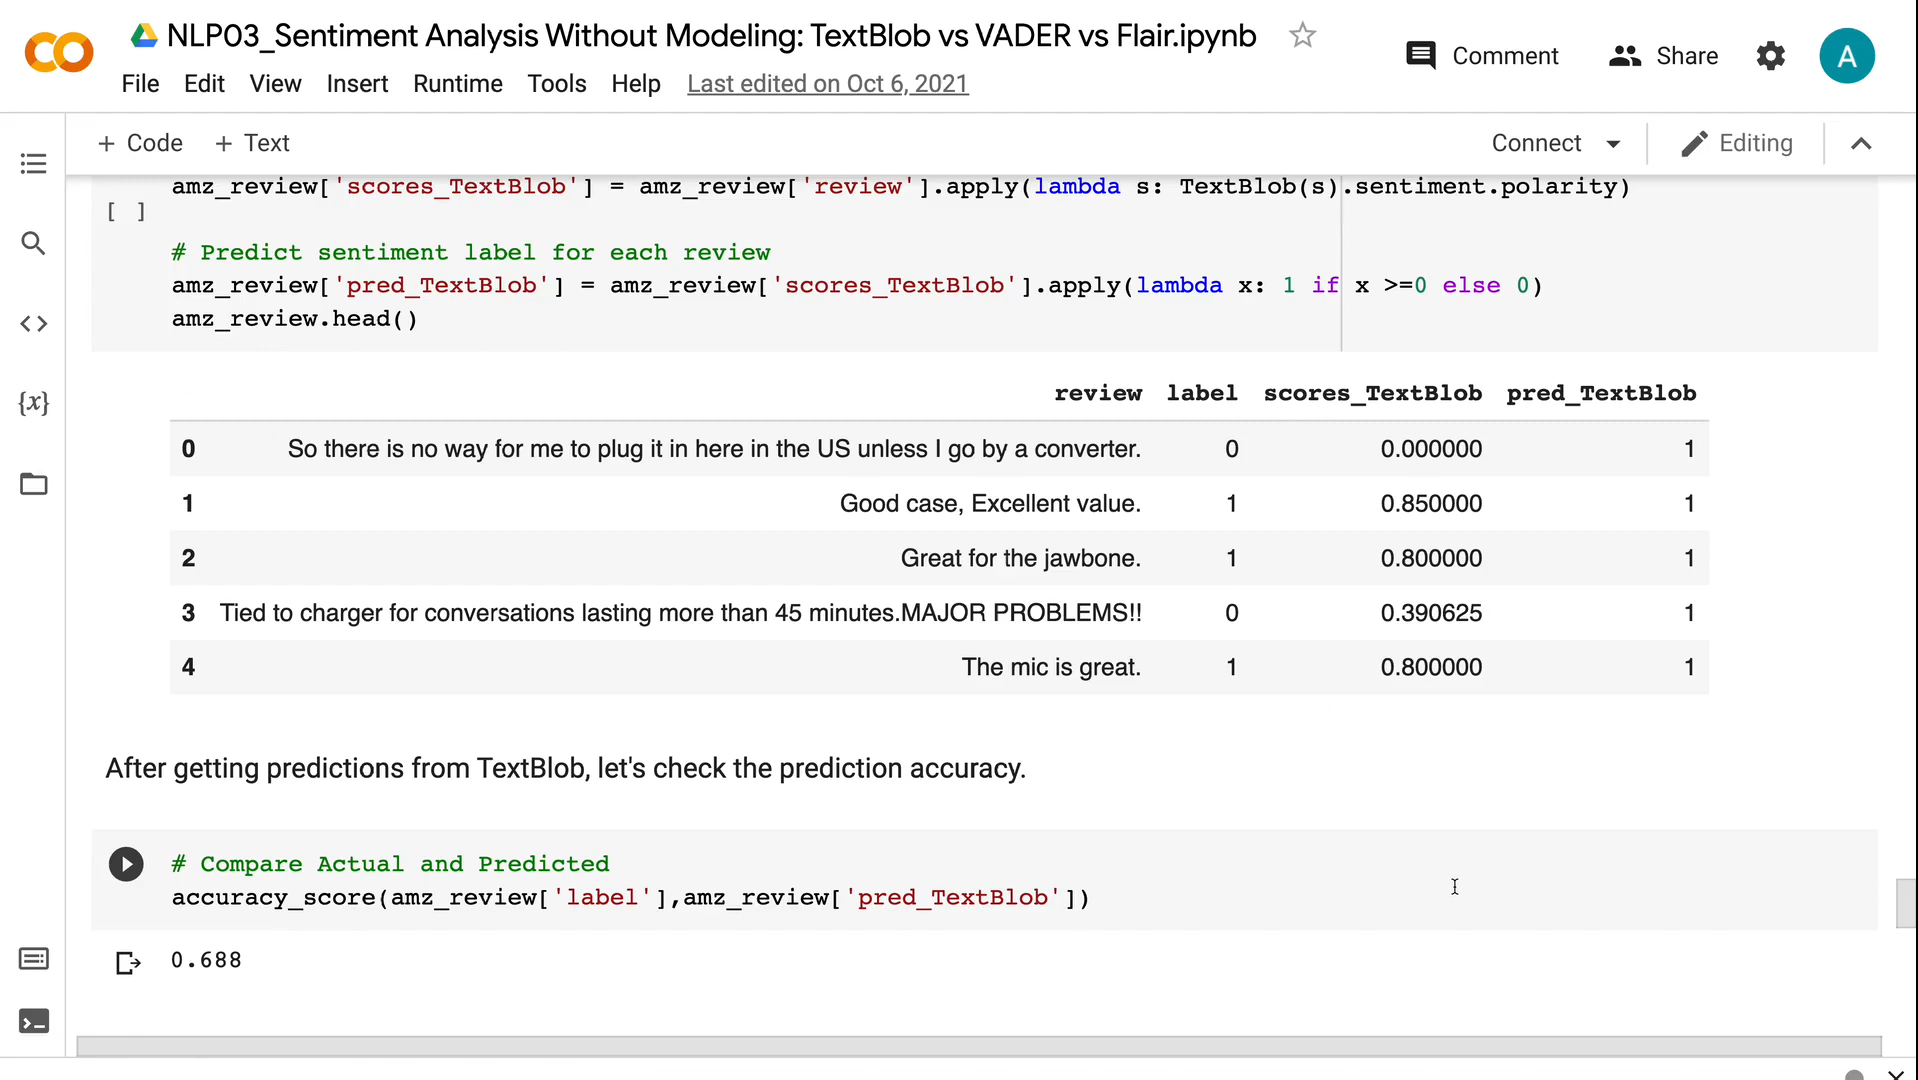 NLP03_Sentiment Analysis Without Modeling: TextBlob vs VADER vs Flair.ipynb
Comment Share A
File Edit View Insert Runtime Tools Help Last edited on Oct 6, 2021
+ Code + Text Connect Editing
amz_review['scores_TextBlob'] = amz_review['review'].apply(lambda s: TextBlob(s).sentiment.polarity)
[ ]
# Predict sentiment label for each review
amz_review['pred_TextBlob'] = amz_review['scores_TextBlob'].apply(lambda x: 1 if x >=0 else 0)
amz_review.head()
{x}
review label scores_TextBlob pred_TextBlob
0 So there is no way for me to plug it in here in the US unless I go by a converter. 0 0.000000 1
1 Good case, Excellent value. 1 0.850000 1
2 Great for the jawbone. 1 0.800000 1
3 Tied to charger for conversations lasting more than 45 minutes.MAJOR PROBLEMS!! 0 0.390625 1
4 The mic is great. 1 0.800000 1
After getting predictions from TextBlob, let's check the prediction accuracy.
# Compare Actual and Predicted
accuracy_score(amz_review['label'],amz_review['pred_TextBlob'])
0.688